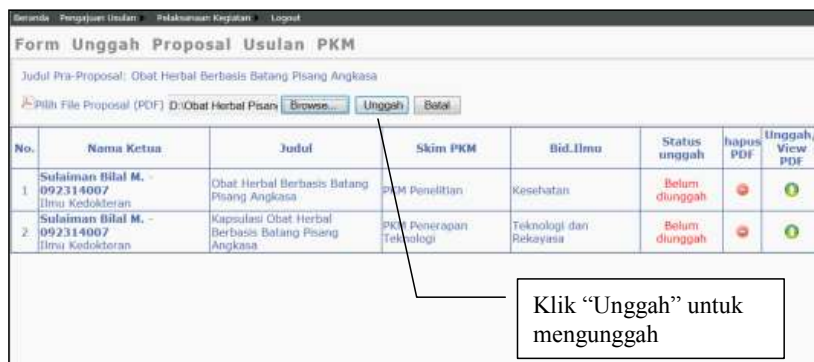 Beranda Pengajuan Usulan Pelaksanaan Kegiatan Logout
Form Unggah Proposal Usulan PKM
Judul Pra-Proposal: Obat Herbal Berbasis Batang Pisang Angkasa
Pilih File Proposal (PDF) D:\Obat Herbal Pisan Browse... Unggah Batal
No. Nama Ketua Judul Skim PKM Bid.Ilmu Status unggah hapus PDF Unggah/ View PDF
1 Sulaiman Bilal M. - 092314007 Ilmu Kedokteran Obat Herbal Berbasis Batang Pisang Angkasa PKM Penelitian Kesehatan Belum diunggah
2 Sulaiman Bilal M. - 092314007 Ilmu Kedokteran Kapsulasi Obat Herbal Berbasis Batang Pisang Angkasa PKM Penerapan Teknologi Teknologi dan Rekayasa Belum diunggah
Klik “Unggah” untuk
mengunggah